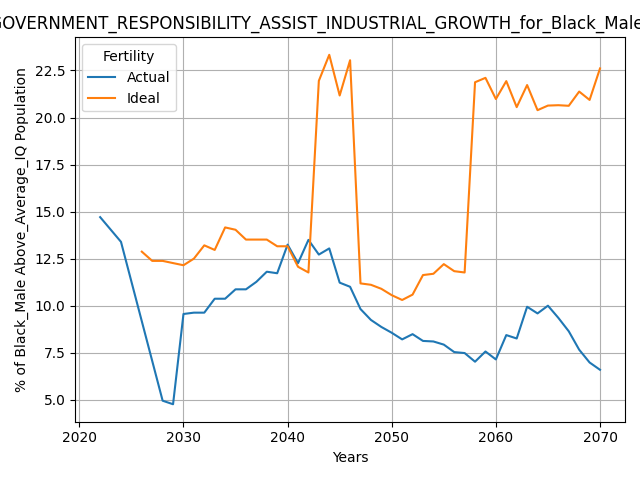 GOVERNMENT_RESPONSIBILITY_ASSIST_INDUSTRIAL_GROWTH_for_Black_Male
Fertility
Actual
Ideal
% of Black_Male Above_Average_IQ Population
22.5
20.0
17.5
15.0
12.5
10.0
7.5
5.0
2020 2030 2040 2050 2060 2070
Years